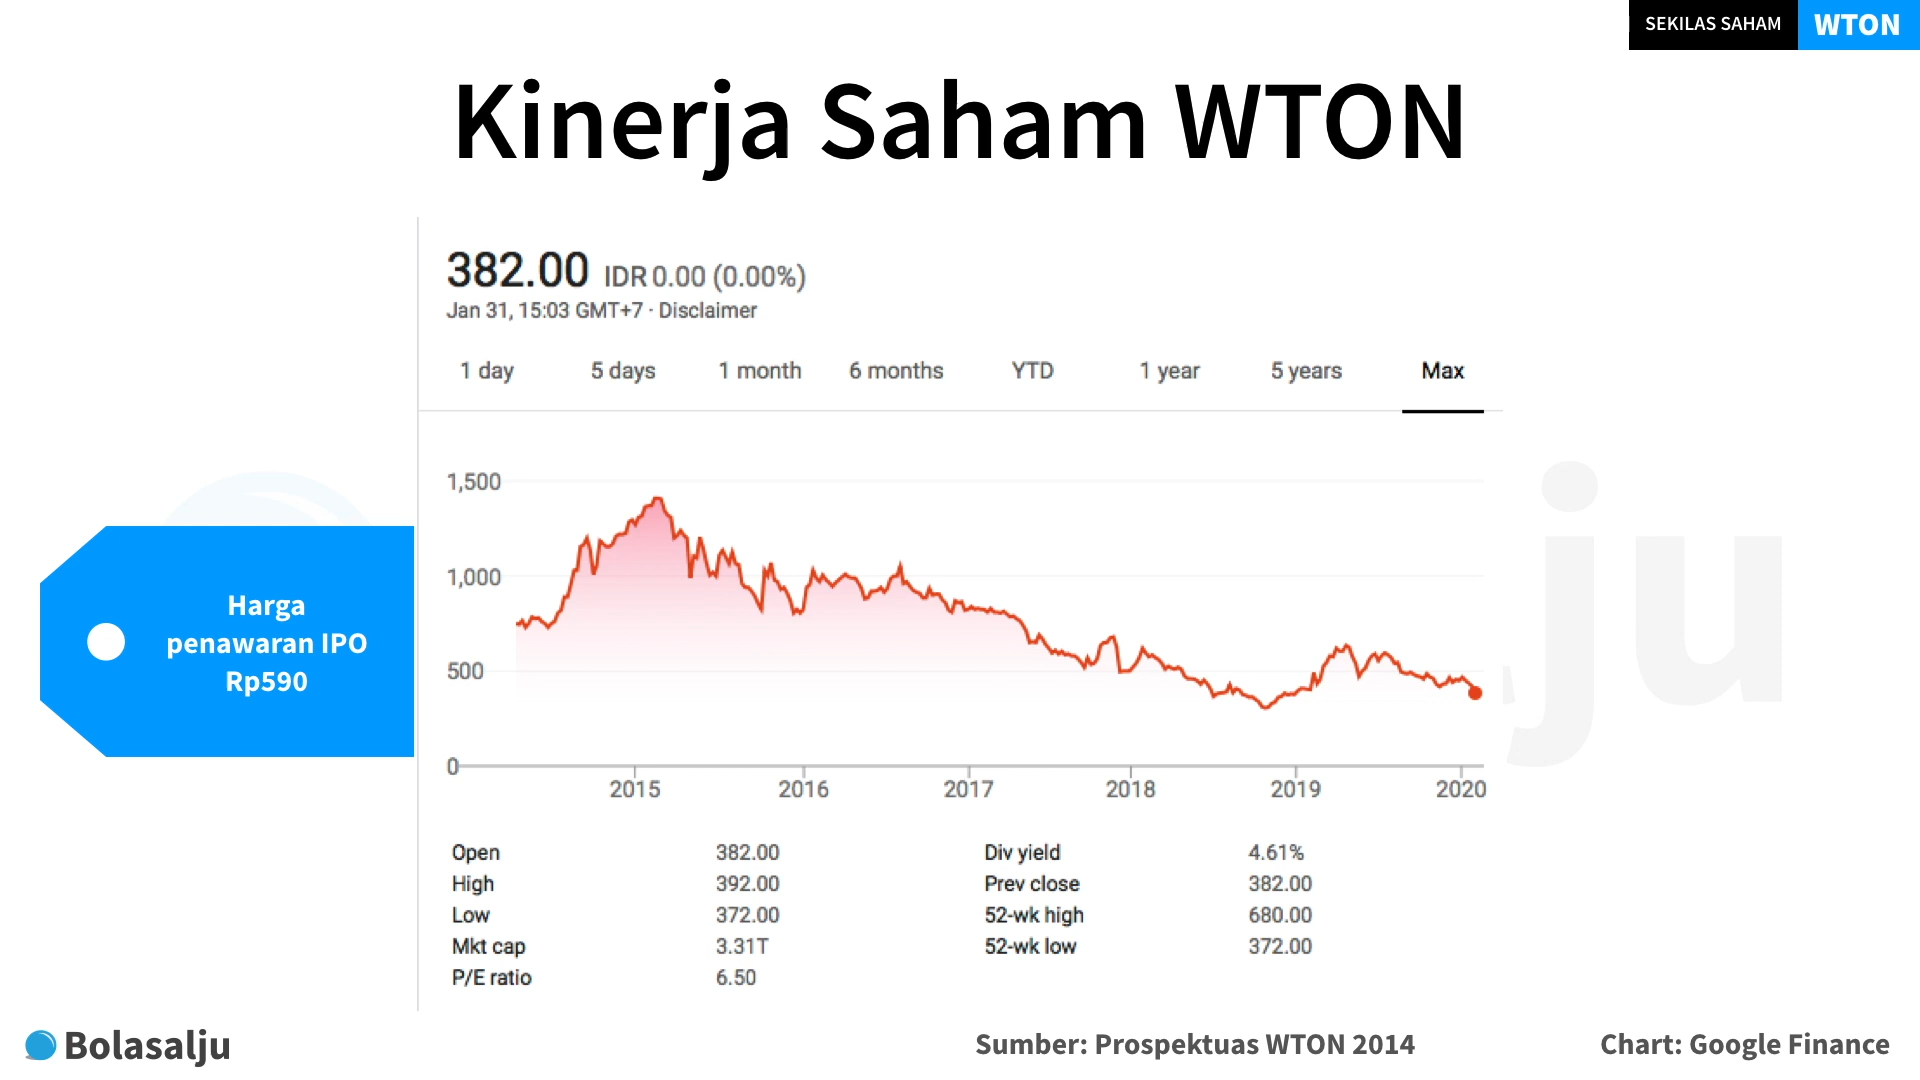 SEKILAS SAHAM WTON
Kinerja Saham WTON
382.00 IDR 0.00 (0.00%)
Jan 31, 15:03 GMT+7 · Disclaimer
1 day 5 days 1 month 6 months YTD 1 year 5 years Max
1,500
1,000
500
0
2015 2016 2017 2018 2019 2020
Harga
penawaran IPO
Rp590
Open 382.00 Div yield 4.61%
High 392.00 Prev close 382.00
Low 372.00 52-wk high 680.00
Mkt cap 3.31T 52-wk low 372.00
P/E ratio 6.50
ju
Bolasalju
Sumber: Prospektuas WTON 2014
Chart: Google Finance